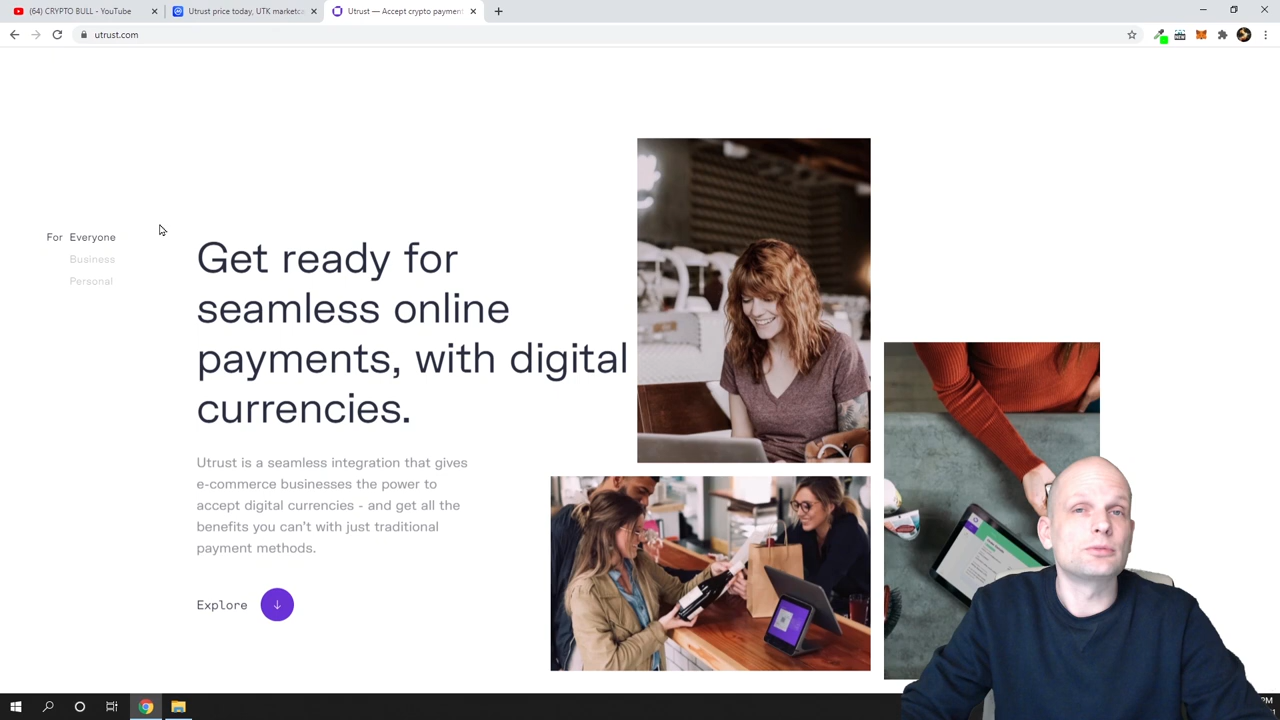 (64) CRYPTO BULL - YouTube
Utrust price today, UTK marketca
Utrust — Accept crypto payment
utrust.com
For Everyone
Business
Personal
Get ready for
seamless online
payments, with digital
currencies.
Utrust is a seamless integration that gives
e-commerce businesses the power to
accept digital currencies - and get all the
benefits you can't with just traditional
payment methods.
Explore